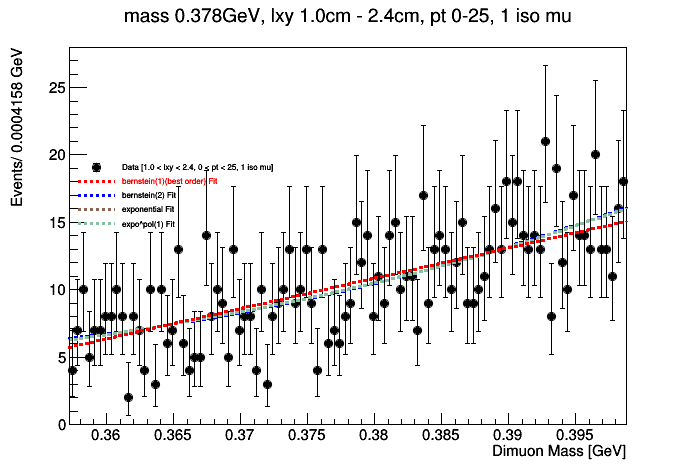 mass 0.378GeV, lxy 1.0cm - 2.4cm, pt 0-25, 1 iso mu
Events/ 0.0004158 GeV
25
20
15
10
5
0
Data [1.0 < lxy < 2.4, 0 < pt < 25, 1 iso mu]
bernstein(1)(best order) Fit
bernstein(2) Fit
exponential Fit
expo*pol(1) Fit
0.36 0.365 0.37 0.375 0.38 0.385 0.39 0.395
Dimuon Mass [GeV]